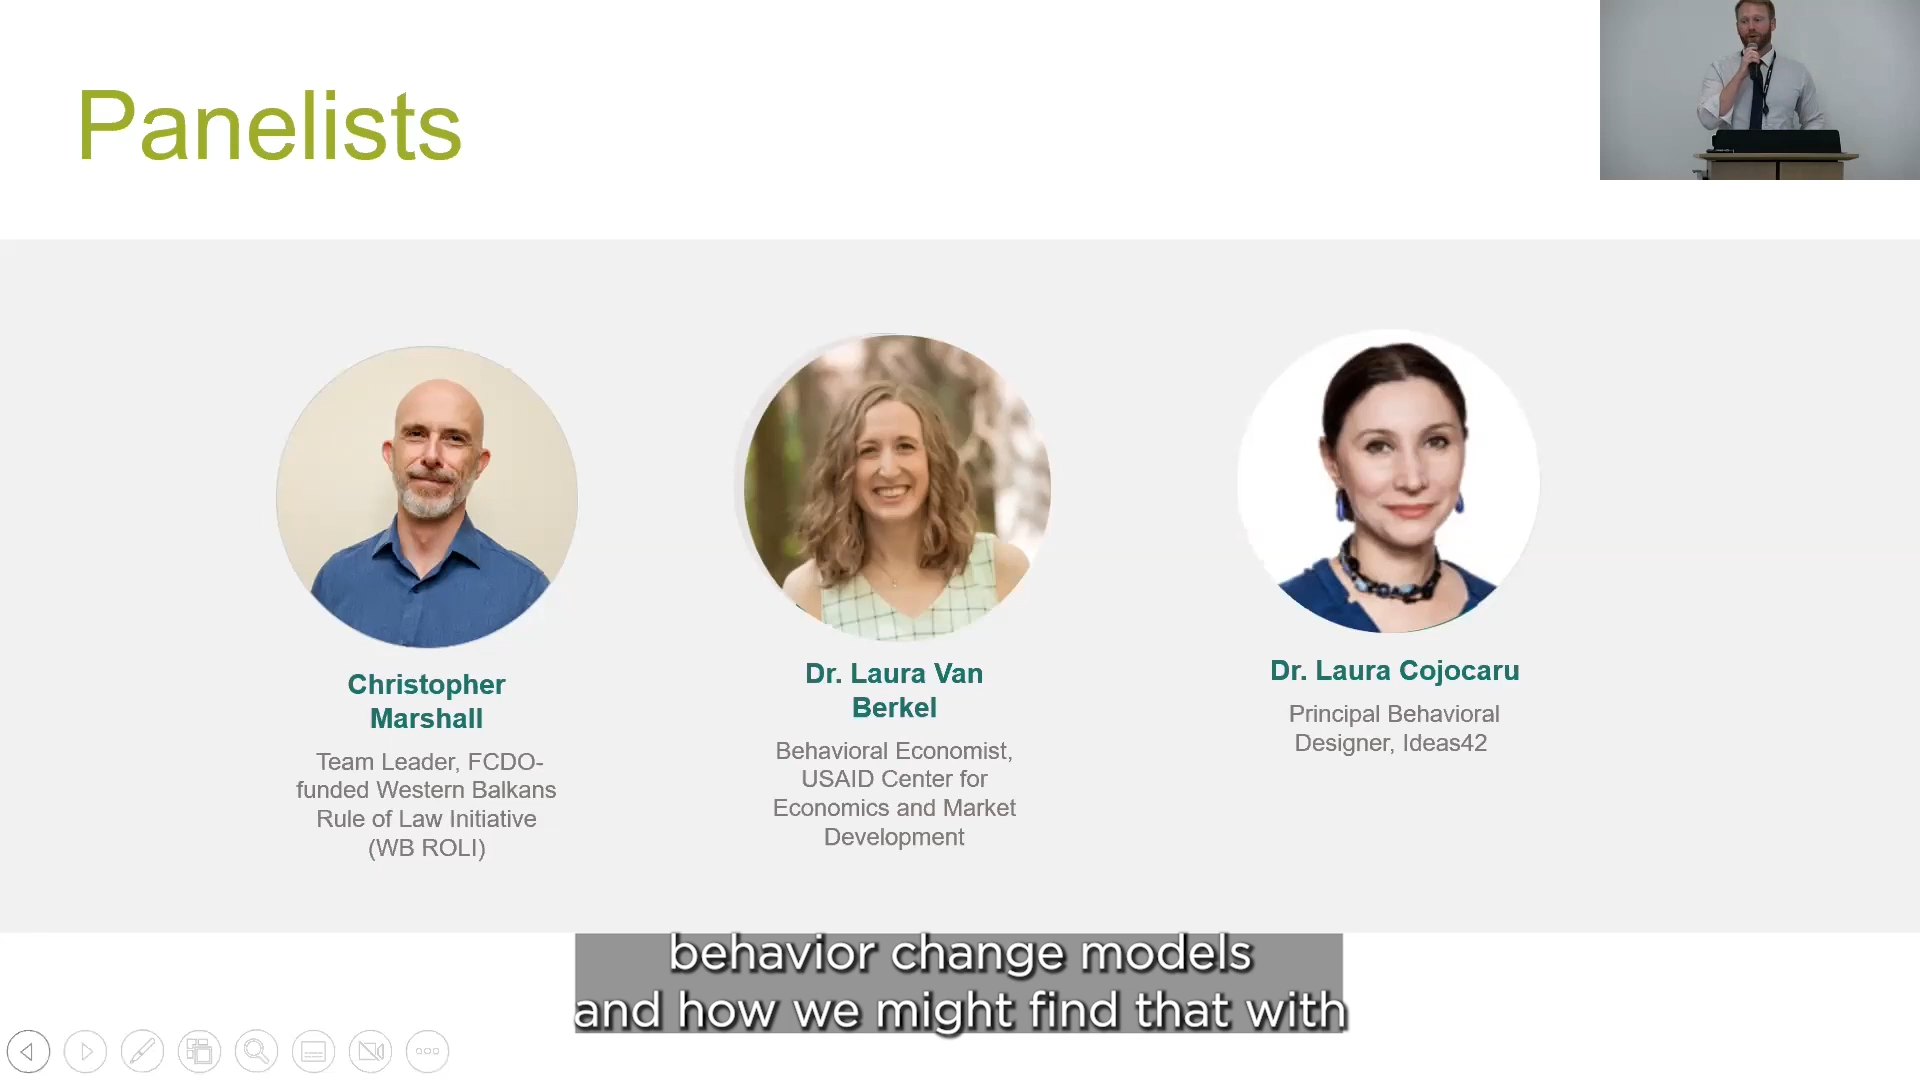 Panelists
Christopher
Marshall
Team Leader, FCDO-
funded Western Balkans
Rule of Law Initiative
(WB ROLI)
Dr. Laura Van
Berkel
Behavioral Economist,
USAID Center for
Economics and Market
Development
Dr. Laura Cojocaru
Principal Behavioral
Designer, Ideas42
behavior change models
and how we might find that with